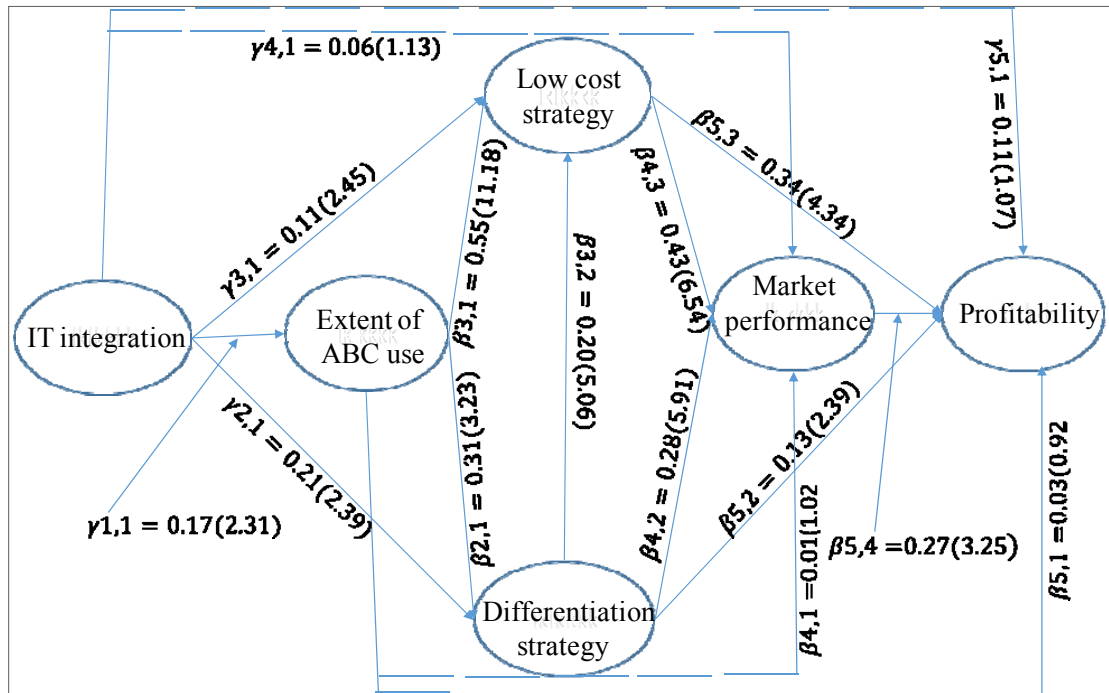 γ4,1 = 0.06(1.13)
γ5,1 = 0.11(1.07)
Low cost
strategy
β5,3 = 0.34(4.34)
β4,3 = 0.43(6.54)
γ3,1 = 0.11(2.45)
β3,1 = 0.55(11.18)
β3,2 = 0.20(5.06)
IT integration
Extent of
ABC use
Market
performance
Profitability
γ2,1 = 0.21(2.39)
β2,1 = 0.31(3.23)
β4,2 = 0.28(5.91)
β5,2 = 0.13(2.39)
γ1,1 = 0.17(2.31)
β4,1 =0.01(1.02
β5,4 =0.27(3.25)
β5,1 = 0.03(0.92
Differentiation
strategy